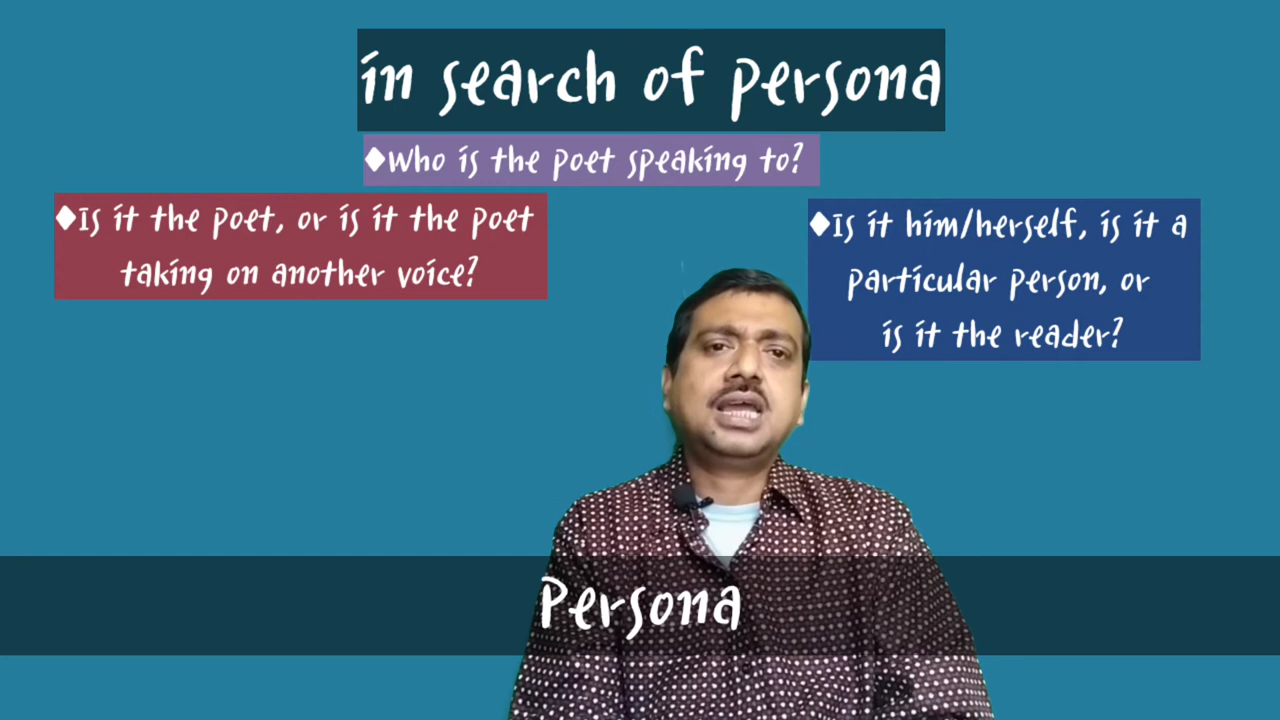 in search of persona
♦Who is the poet speaking to?
♦Is it the poet, or is it the poet
taking on another voice?
♦Is it him/herself, is it a
particular person, or
is it the reader?
Persona